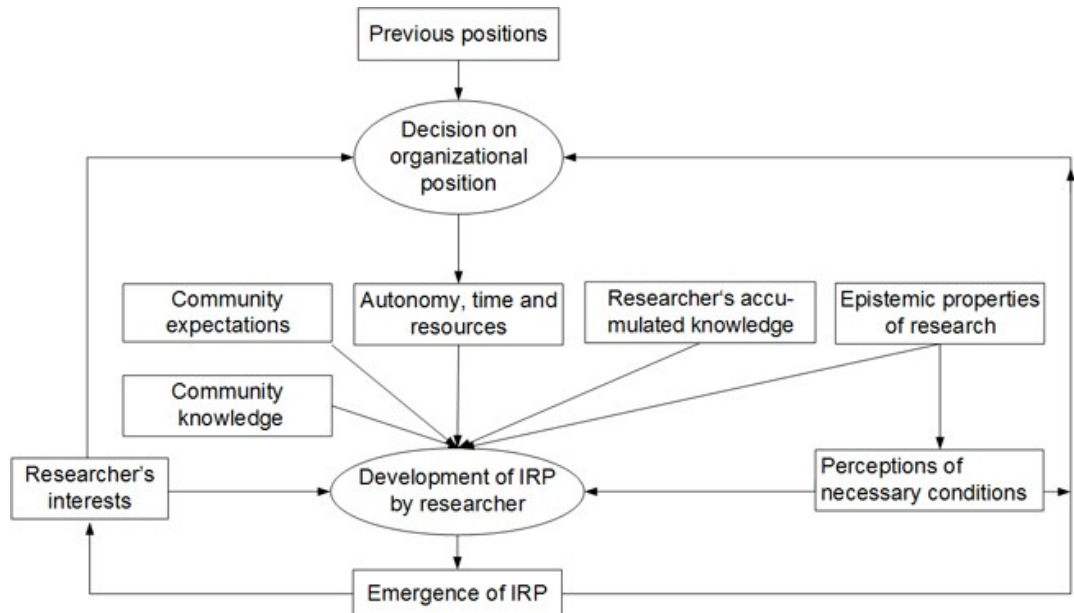 Previous positions
Decision on
organizational
position
Community
expectations
Autonomy, time and
resources
Researcher‘s accu-
mulated knowledge
Epistemic properties
of research
Community
knowledge
Researcher’s
interests
Development of IRP
by researcher
Perceptions of
necessary conditions
Emergence of IRP